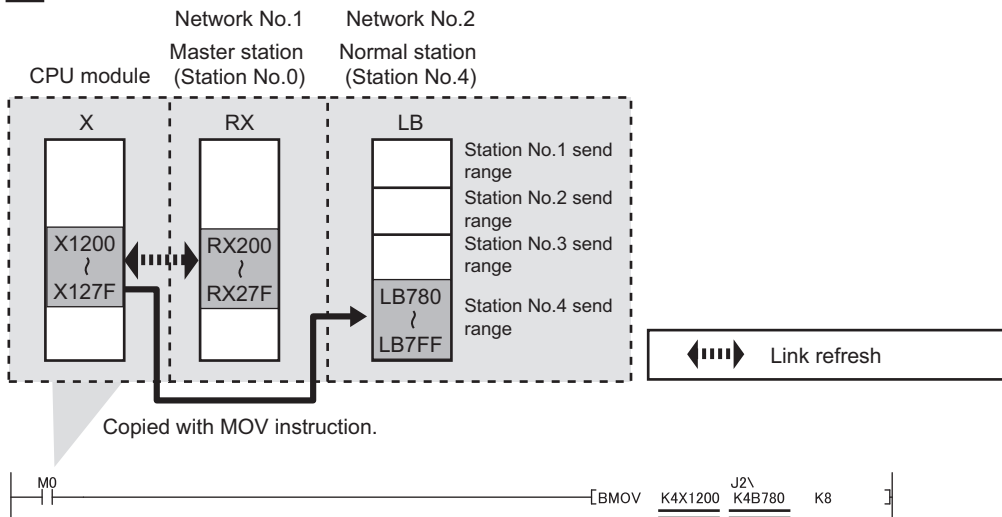 Network No.1 Network No.2
Master station Normal station
CPU module (Station No.0) (Station No.4)
X RX LB
Station No.1 send
range
Station No.2 send
range
Station No.3 send
range
X1200 RX200
~ ~
X127F RX27F
LB780 Station No.4 send
~ range
LB7FF
Link refresh
Copied with MOV instruction.
M0 J2\
[BMOV K4X1200 K4B780 K8 ]